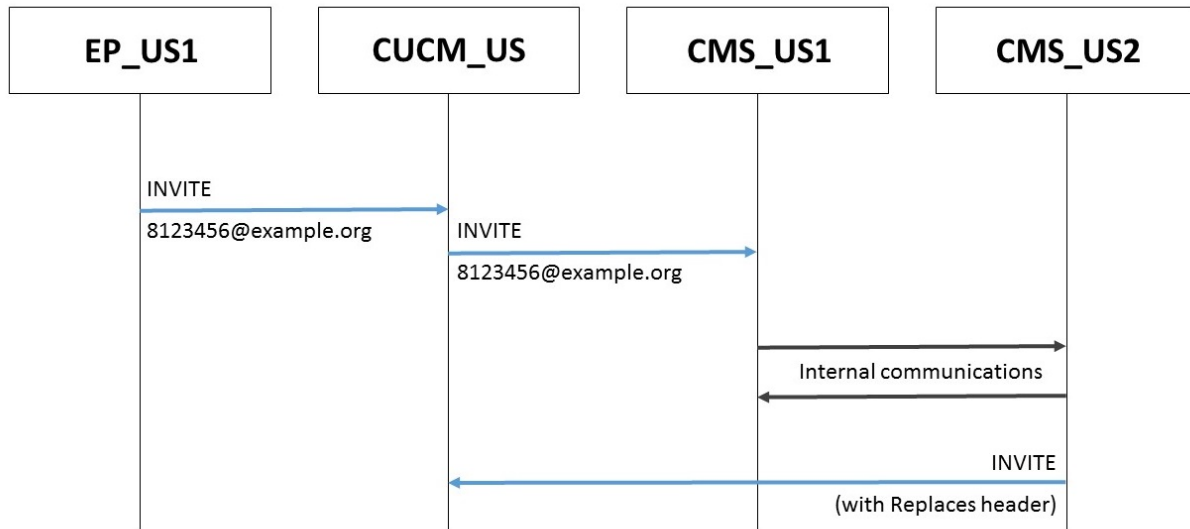 EP_US1
CUCM_US
CMS_US1
CMS_US2
INVITE
8123456@example.org
INVITE
8123456@example.org
Internal communications
INVITE
(with Replaces header)